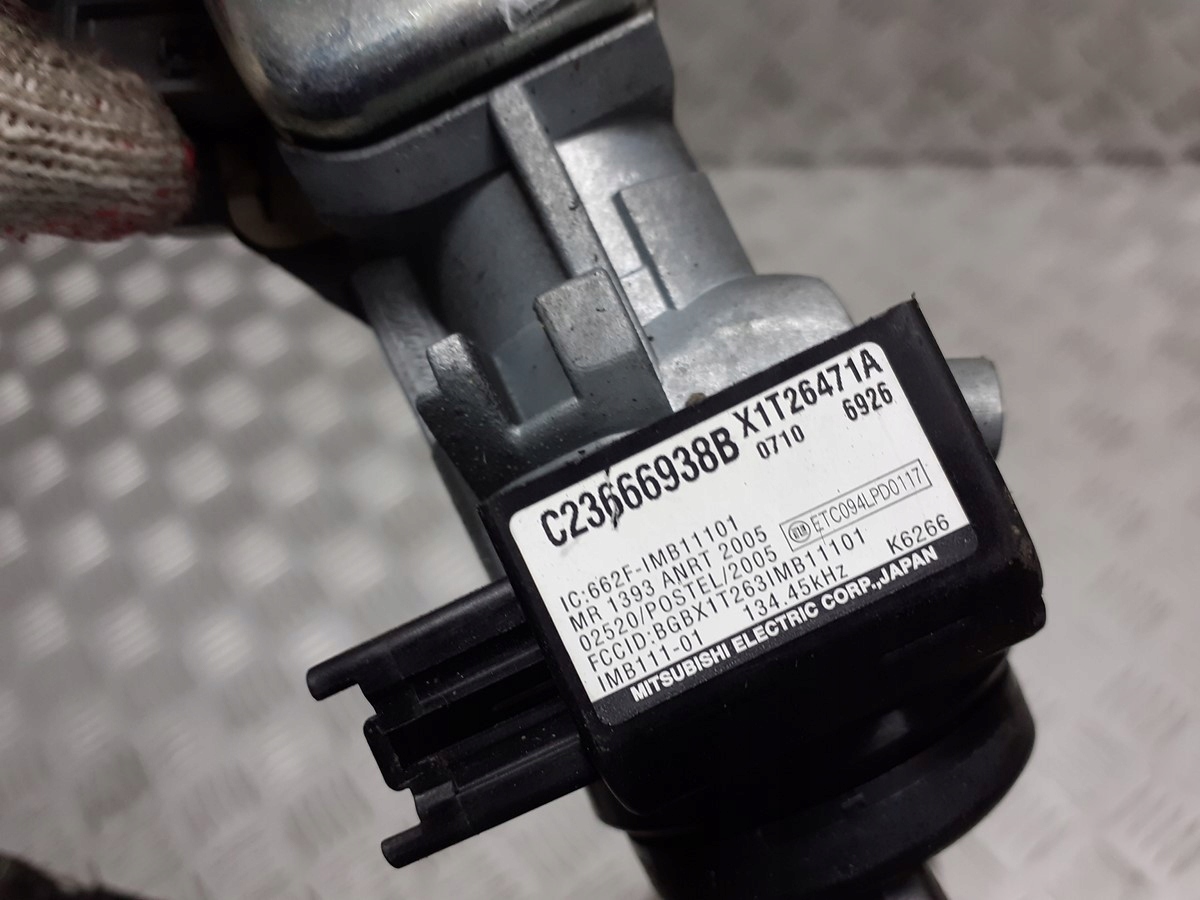 C23666938B X1T26471A
0710 6926
IC:662F-IMB11101
MR 1393 ANRT 2005
ETC094LPD0117
02520/POSTEL/2005
FCCID:BGBX1T263IMB11101
K6266
IMB111-01 134.45kHz
MITSUBISHI ELECTRIC CORP.,JAPAN